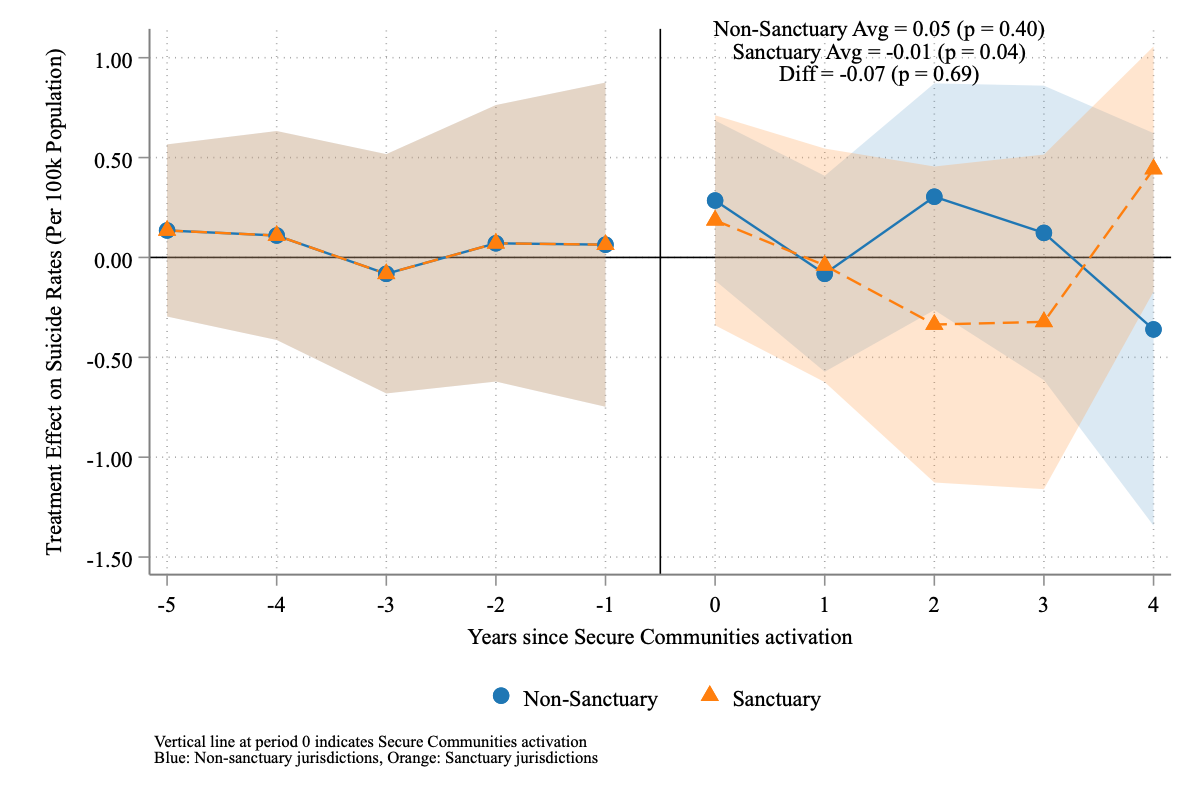 Non-Sanctuary Avg = 0.05 (p = 0.40)
Sanctuary Avg = -0.01 (p = 0.04)
Diff = -0.07 (p = 0.69)
Treatment Effect on Suicide Rates (Per 100k Population)
1.00
0.50
0.00
-0.50
-1.00
-1.50
-5 -4 -3 -2 -1 0 1 2 3 4
Years since Secure Communities activation
Non-Sanctuary Sanctuary
Vertical line at period 0 indicates Secure Communities activation
Blue: Non-sanctuary jurisdictions, Orange: Sanctuary jurisdictions